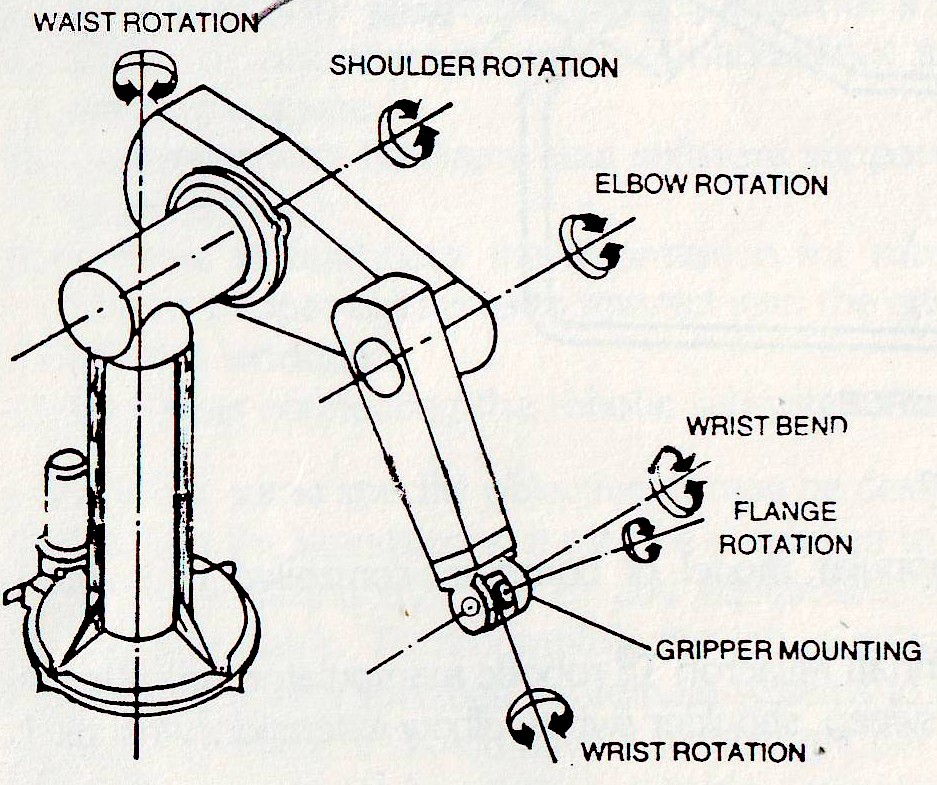 WAIST ROTATION
SHOULDER ROTATION
ELBOW ROTATION
WRIST BEND
FLANGE
ROTATION
GRIPPER MOUNTING
WRIST ROTATION